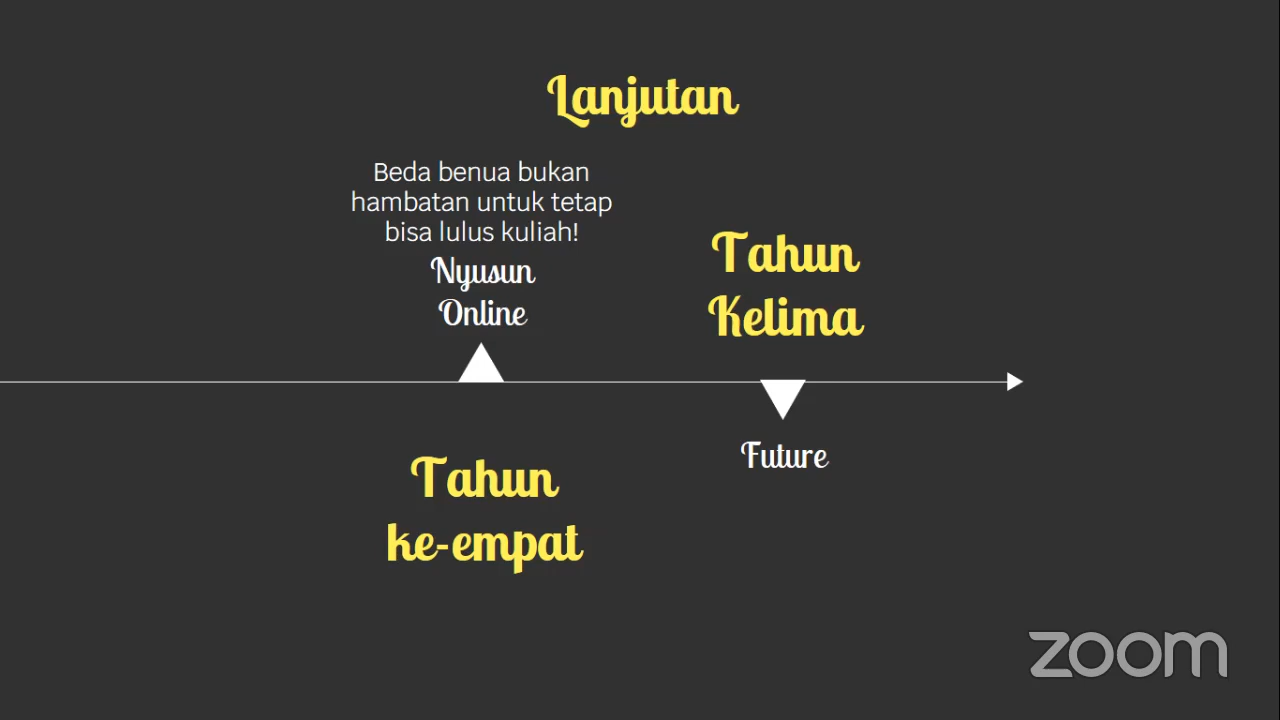 Lanjutan
Beda benua bukan
hambatan untuk tetap
bisa lulus kuliah!
Nyusun
Online
Tahun
ke-empat
Tahun
Kelima
Future
zoom